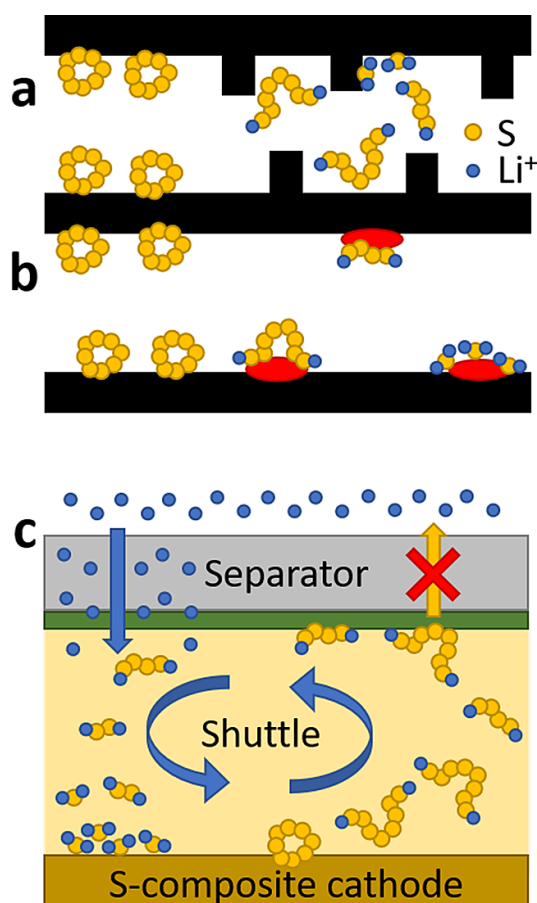 a
S
Li⁺
b
c
Separator
Shuttle
S-composite cathode